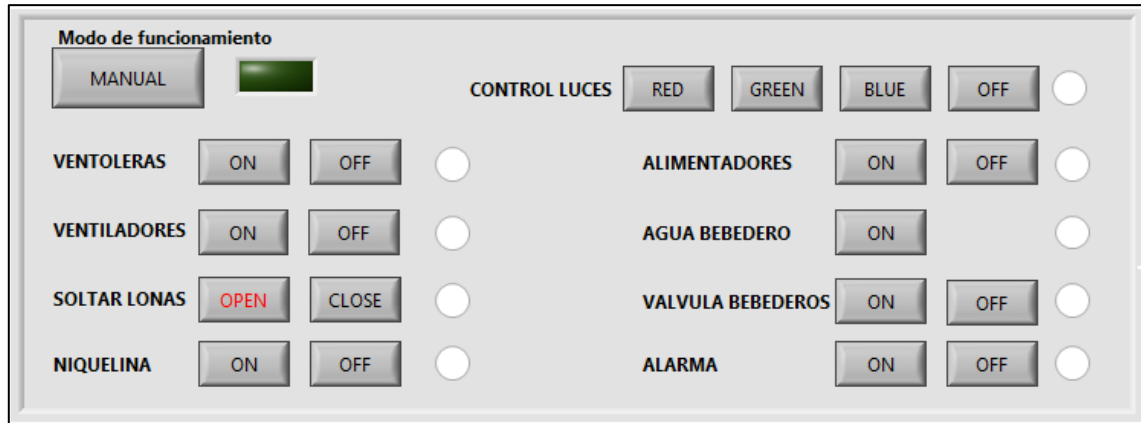 Modo de funcionamiento
MANUAL
CONTROL LUCES RED GREEN BLUE OFF
VENTOLERAS ON OFF
ALIMENTADORES ON OFF
VENTILADORES ON OFF
AGUA BEBEDERO ON
SOLTAR LONAS OPEN CLOSE
VALVULA BEBEDEROS ON OFF
NIQUELINA ON OFF
ALARMA ON OFF